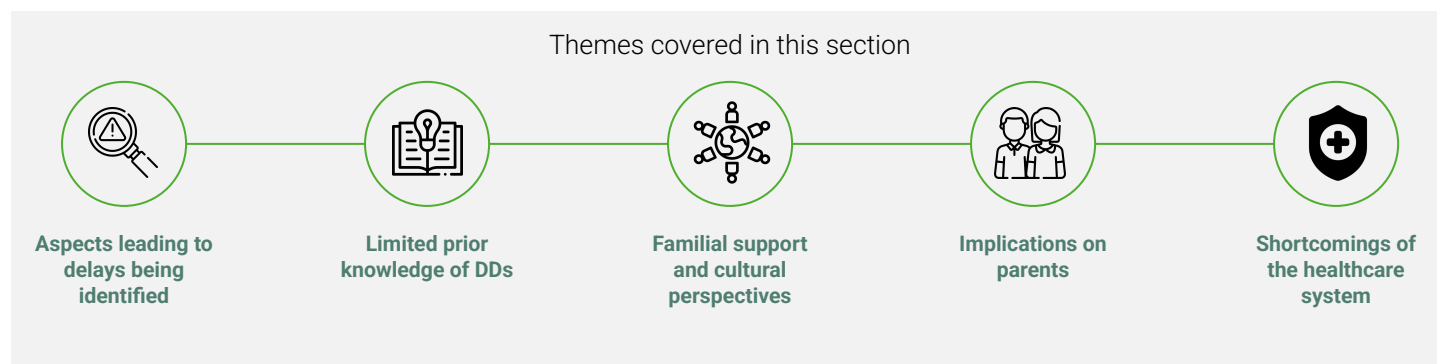 Themes covered in this section
Aspects leading to
delays being
identified
Limited prior
knowledge of DDs
Familial support
and cultural
perspectives
Implications on
parents
Shortcomings of
the healthcare
system